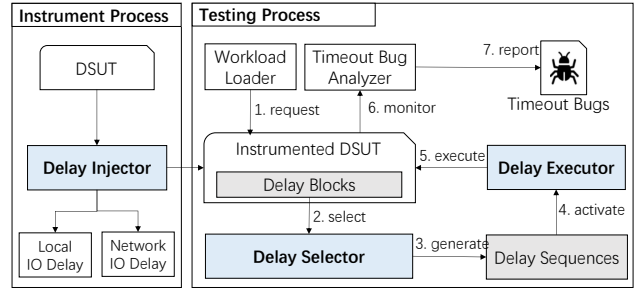 Instrument Process
DSUT
Delay Injector
Local
IO Delay
Network
IO Delay
Testing Process
Workload
Loader
Timeout Bug
Analyzer
7. report
Timeout Bugs
1. request
6. monitor
Instrumented DSUT
Delay Blocks
5. execute
Delay Executor
2. select
4. activate
Delay Selector
3. generate
Delay Sequences